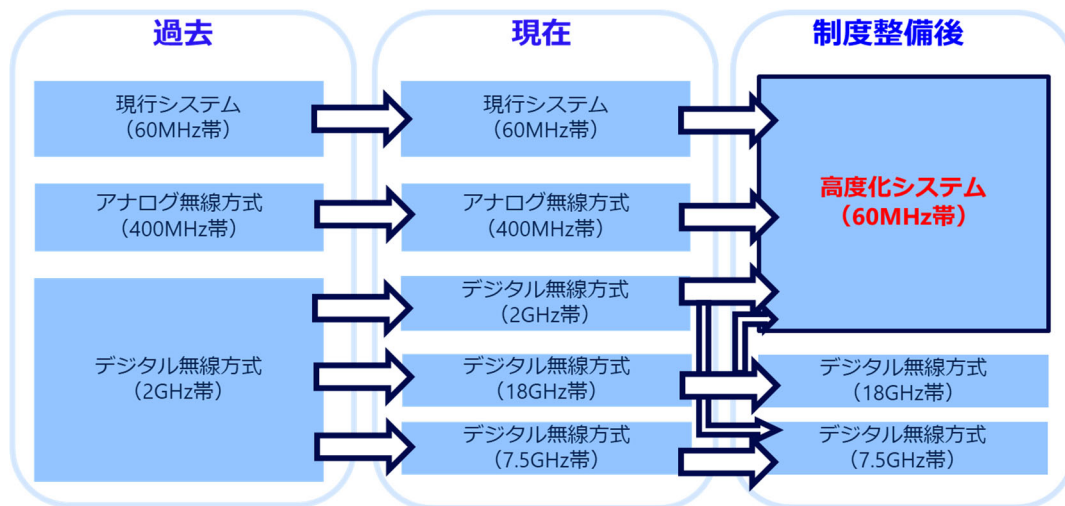 過去
現行システム
（60MHz帯）
アナログ無線方式
（400MHz帯）
デジタル無線方式
（2GHz帯）
現在
現行システム
（60MHz帯）
アナログ無線方式
（400MHz帯）
デジタル無線方式
（2GHz帯）
デジタル無線方式
（18GHz帯）
デジタル無線方式
（7.5GHz帯）
制度整備後
高度化システム
（60MHz帯）
デジタル無線方式
（18GHz帯）
デジタル無線方式
（7.5GHz帯）